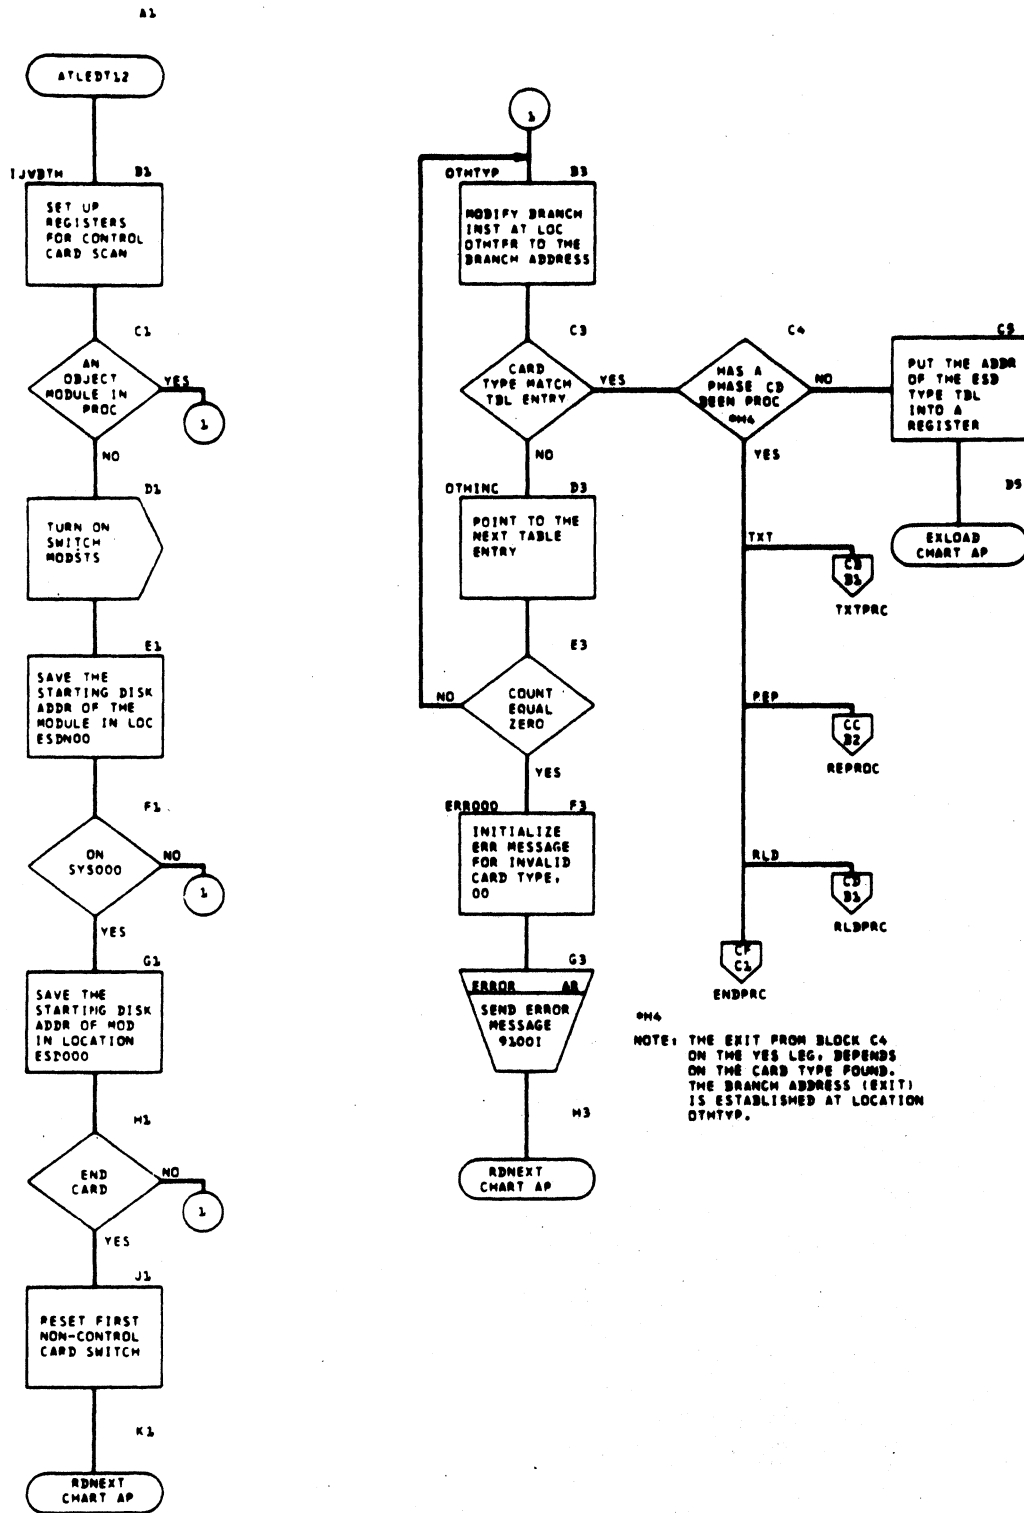 A1
ATLEDT12
IJVBTH B1
SET UP
REGISTERS
FOR CONTROL
CARD SCAN
C1
AN
OBJECT
MODULE IN
PROC
YES
1
NO
D1
TURN ON
SWITCH
MODSTS
E1
SAVE THE
STARTING DISK
ADDR OF THE
MODULE IN LOC
ESDN00
F1
ON
SYS000
NO
1
YES
G1
SAVE THE
STARTING DISK
ADDR OF MOD
IN LOCATION
H1
END
CARD
NO
1
YES
J1
RESET FIRST
NON-CONTROL
CARD SWITCH
K1
RDNEXT
CHART AP
1
OTHTYP B3
MODIFY BRANCH
INST AT LOC
OTHTFR TO THE
BRANCH ADDRESS
C3
CARD
TYPE MATCH
TBL ENTRY
YES
NO
OTHINC D3
POINT TO THE
NEXT TABLE
ENTRY
E3
COUNT
EQUAL
ZERO
NO
YES
ERR000 F3
INITIALIZE
ERR MESSAGE
FOR INVALID
CARD TYPE,
00
G3
ERROR AR
SEND ERROR
MESSAGE
9100I
H3
RDNEXT
CHART AP
C4
HAS A
PHASE CD
BEEN PROC
*H4
NO
YES
TXT
CB
B1
TXTPRC
REP
CC
B2
REPROC
RLD
CD
B1
RLDPRC
CF
C1
ENDPRC
C5
PUT THE ADDR
OF THE ESD
TYPE TBL
INTO A
REGISTER
D5
EXLOAD
CHART AP
*H4
NOTE: THE EXIT FROM BLOCK C4
ON THE YES LEG, DEPENDS
ON THE CARD TYPE FOUND.
THE BRANCH ADDRESS (EXIT)
IS ESTABLISHED AT LOCATION
OTHTYP.